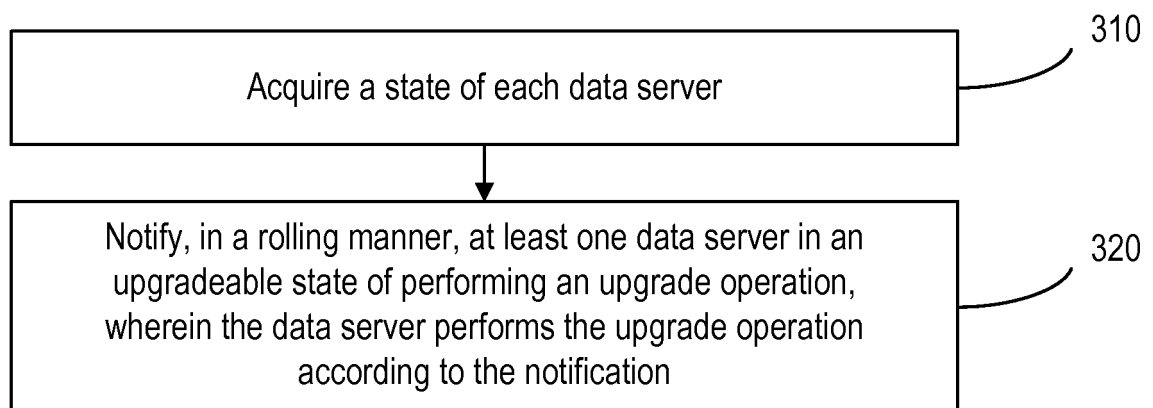 310
Acquire a state of each data server
Notify, in a rolling manner, at least one data server in an
upgradeable state of performing an upgrade operation,
wherein the data server performs the upgrade operation
according to the notification
320